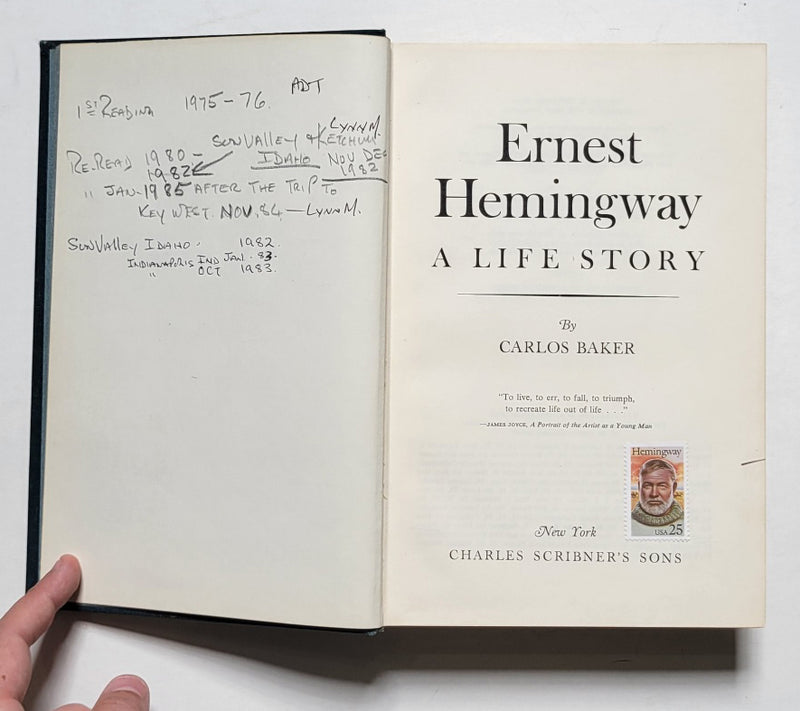 ADT
1ST READING 1975-76.
LYNN M.
SUN VALLEY & KETCHUM
RE-READ 1980 - IDAHO NOV DEC
1982 1982
" JAN-1985 AFTER THE TRIP TO
KEY WEST. NOV. 84 - LYNN M.
SUN VALLEY IDAHO - 1982.
INDIANAPOLIS IND JAN. 83.
" OCT 1983.
Ernest
Hemingway
A LIFE STORY
By
CARLOS BAKER
"To live, to err, to fall, to triumph,
to recreate life out of life . . ."
—JAMES JOYCE, A Portrait of the Artist as a Young Man
Hemingway
USA 25
New York
CHARLES SCRIBNER'S SONS